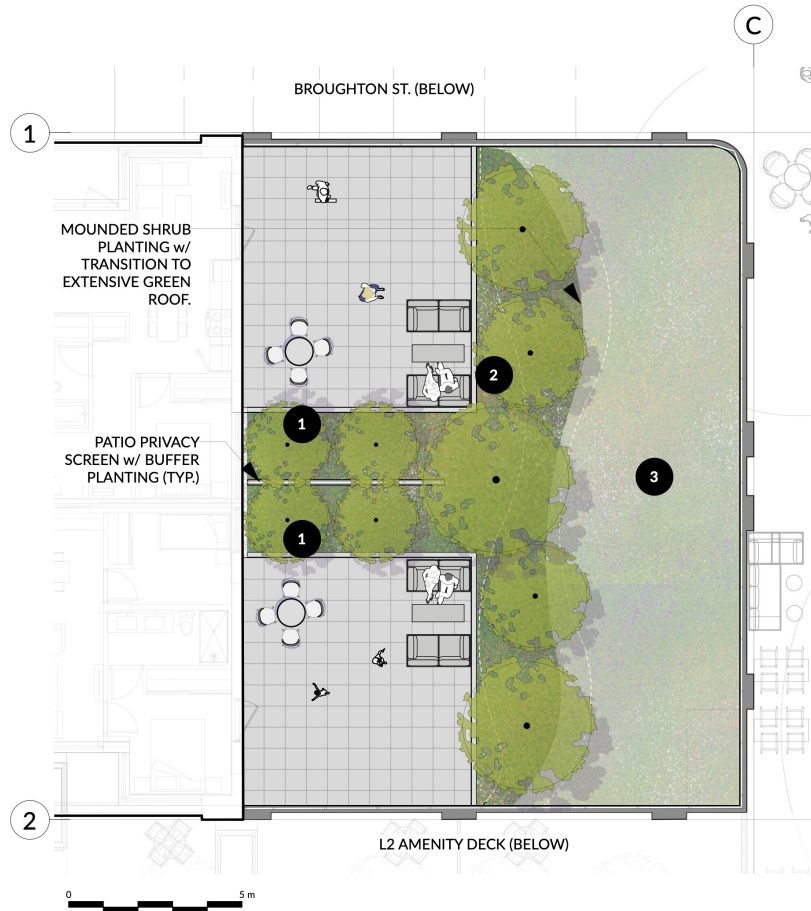 C
BROUGHTON ST. (BELOW)
1
MOUNDED SHRUB
PLANTING w/
TRANSITION TO
EXTENSIVE GREEN
ROOF.
2
1
PATIO PRIVACY
SCREEN w/ BUFFER
PLANTING (TYP.)
3
1
2
L2 AMENITY DECK (BELOW)
0 5 m